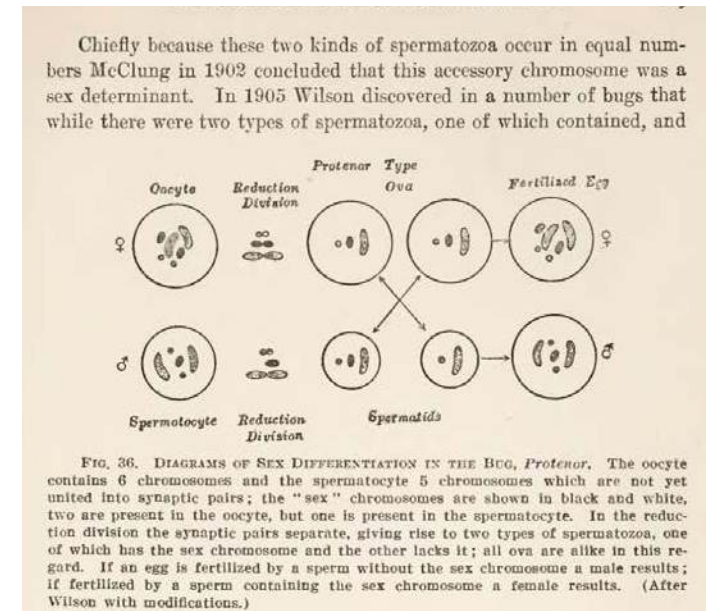 Chiefly because these two kinds of spermatozoa occur in equal num-
bers McClung in 1902 concluded that this accessory chromosome was a
sex determinant. In 1905 Wilson discovered in a number of bugs that
while there were two types of spermatozoa, one of which contained, and
Protenor Type
Oocyte Reduction Division Ova Fertilized Egg
♀ ♀
♂ ♂
Spermatocyte Reduction Division Spermatids
FIG. 36. DIAGRAMS OF SEX DIFFERENTIATION IN THE BUG, Protenor. The oocyte
contains 6 chromosomes and the spermatocyte 5 chromosomes which are not yet
united into synaptic pairs; the "sex" chromosomes are shown in black and white,
two are present in the oocyte, but one is present in the spermatocyte. In the reduc-
tion division the synaptic pairs separate, giving rise to two types of spermatozoa, one
of which has the sex chromosome and the other lacks it; all ova are alike in this re-
gard. If an egg is fertilized by a sperm without the sex chromosome a male results;
if fertilized by a sperm containing the sex chromosome a female results. (After
Wilson with modifications.)